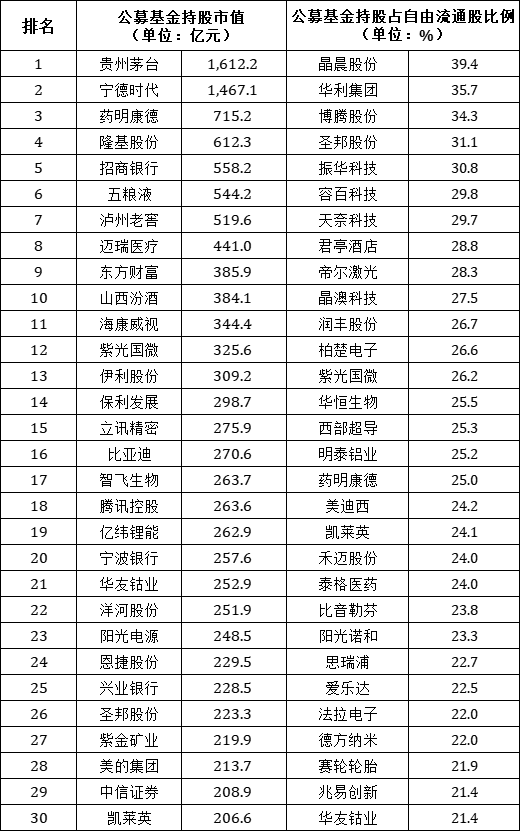 排名 公募基金持股市值 公募基金持股占自由流通股比例
（单位：亿元） （单位：%）
1 贵州茅台 1,612.2 晶晨股份 39.4
2 宁德时代 1,467.1 华利集团 35.7
3 药明康德 715.2 博腾股份 34.3
4 隆基股份 612.3 圣邦股份 31.1
5 招商银行 558.2 振华科技 30.8
6 五粮液 544.2 容百科技 29.8
7 泸州老窖 519.6 天奈科技 29.7
8 迈瑞医疗 441.0 君亭酒店 28.8
9 东方财富 385.9 帝尔激光 28.3
10 山西汾酒 384.1 晶澳科技 27.5
11 海康威视 344.4 润丰股份 26.7
12 紫光国微 325.6 柏楚电子 26.6
13 伊利股份 309.2 紫光国微 26.2
14 保利发展 298.7 华恒生物 25.5
15 立讯精密 275.9 西部超导 25.3
16 比亚迪 270.6 明泰铝业 25.2
17 智飞生物 263.7 药明康德 25.0
18 腾讯控股 263.6 美迪西 24.2
19 亿纬锂能 262.9 凯莱英 24.1
20 宁波银行 257.6 禾迈股份 24.0
21 华友钴业 252.9 泰格医药 24.0
22 洋河股份 251.9 比音勒芬 23.8
23 阳光电源 248.5 阳光诺和 23.3
24 恩捷股份 229.5 思瑞浦 22.7
25 兴业银行 228.5 爱乐达 22.5
26 圣邦股份 223.3 法拉电子 22.0
27 紫金矿业 219.9 德方纳米 22.0
28 美的集团 213.7 赛轮轮胎 21.9
29 中信证券 208.9 兆易创新 21.4
30 凯莱英 206.6 华友钴业 21.4